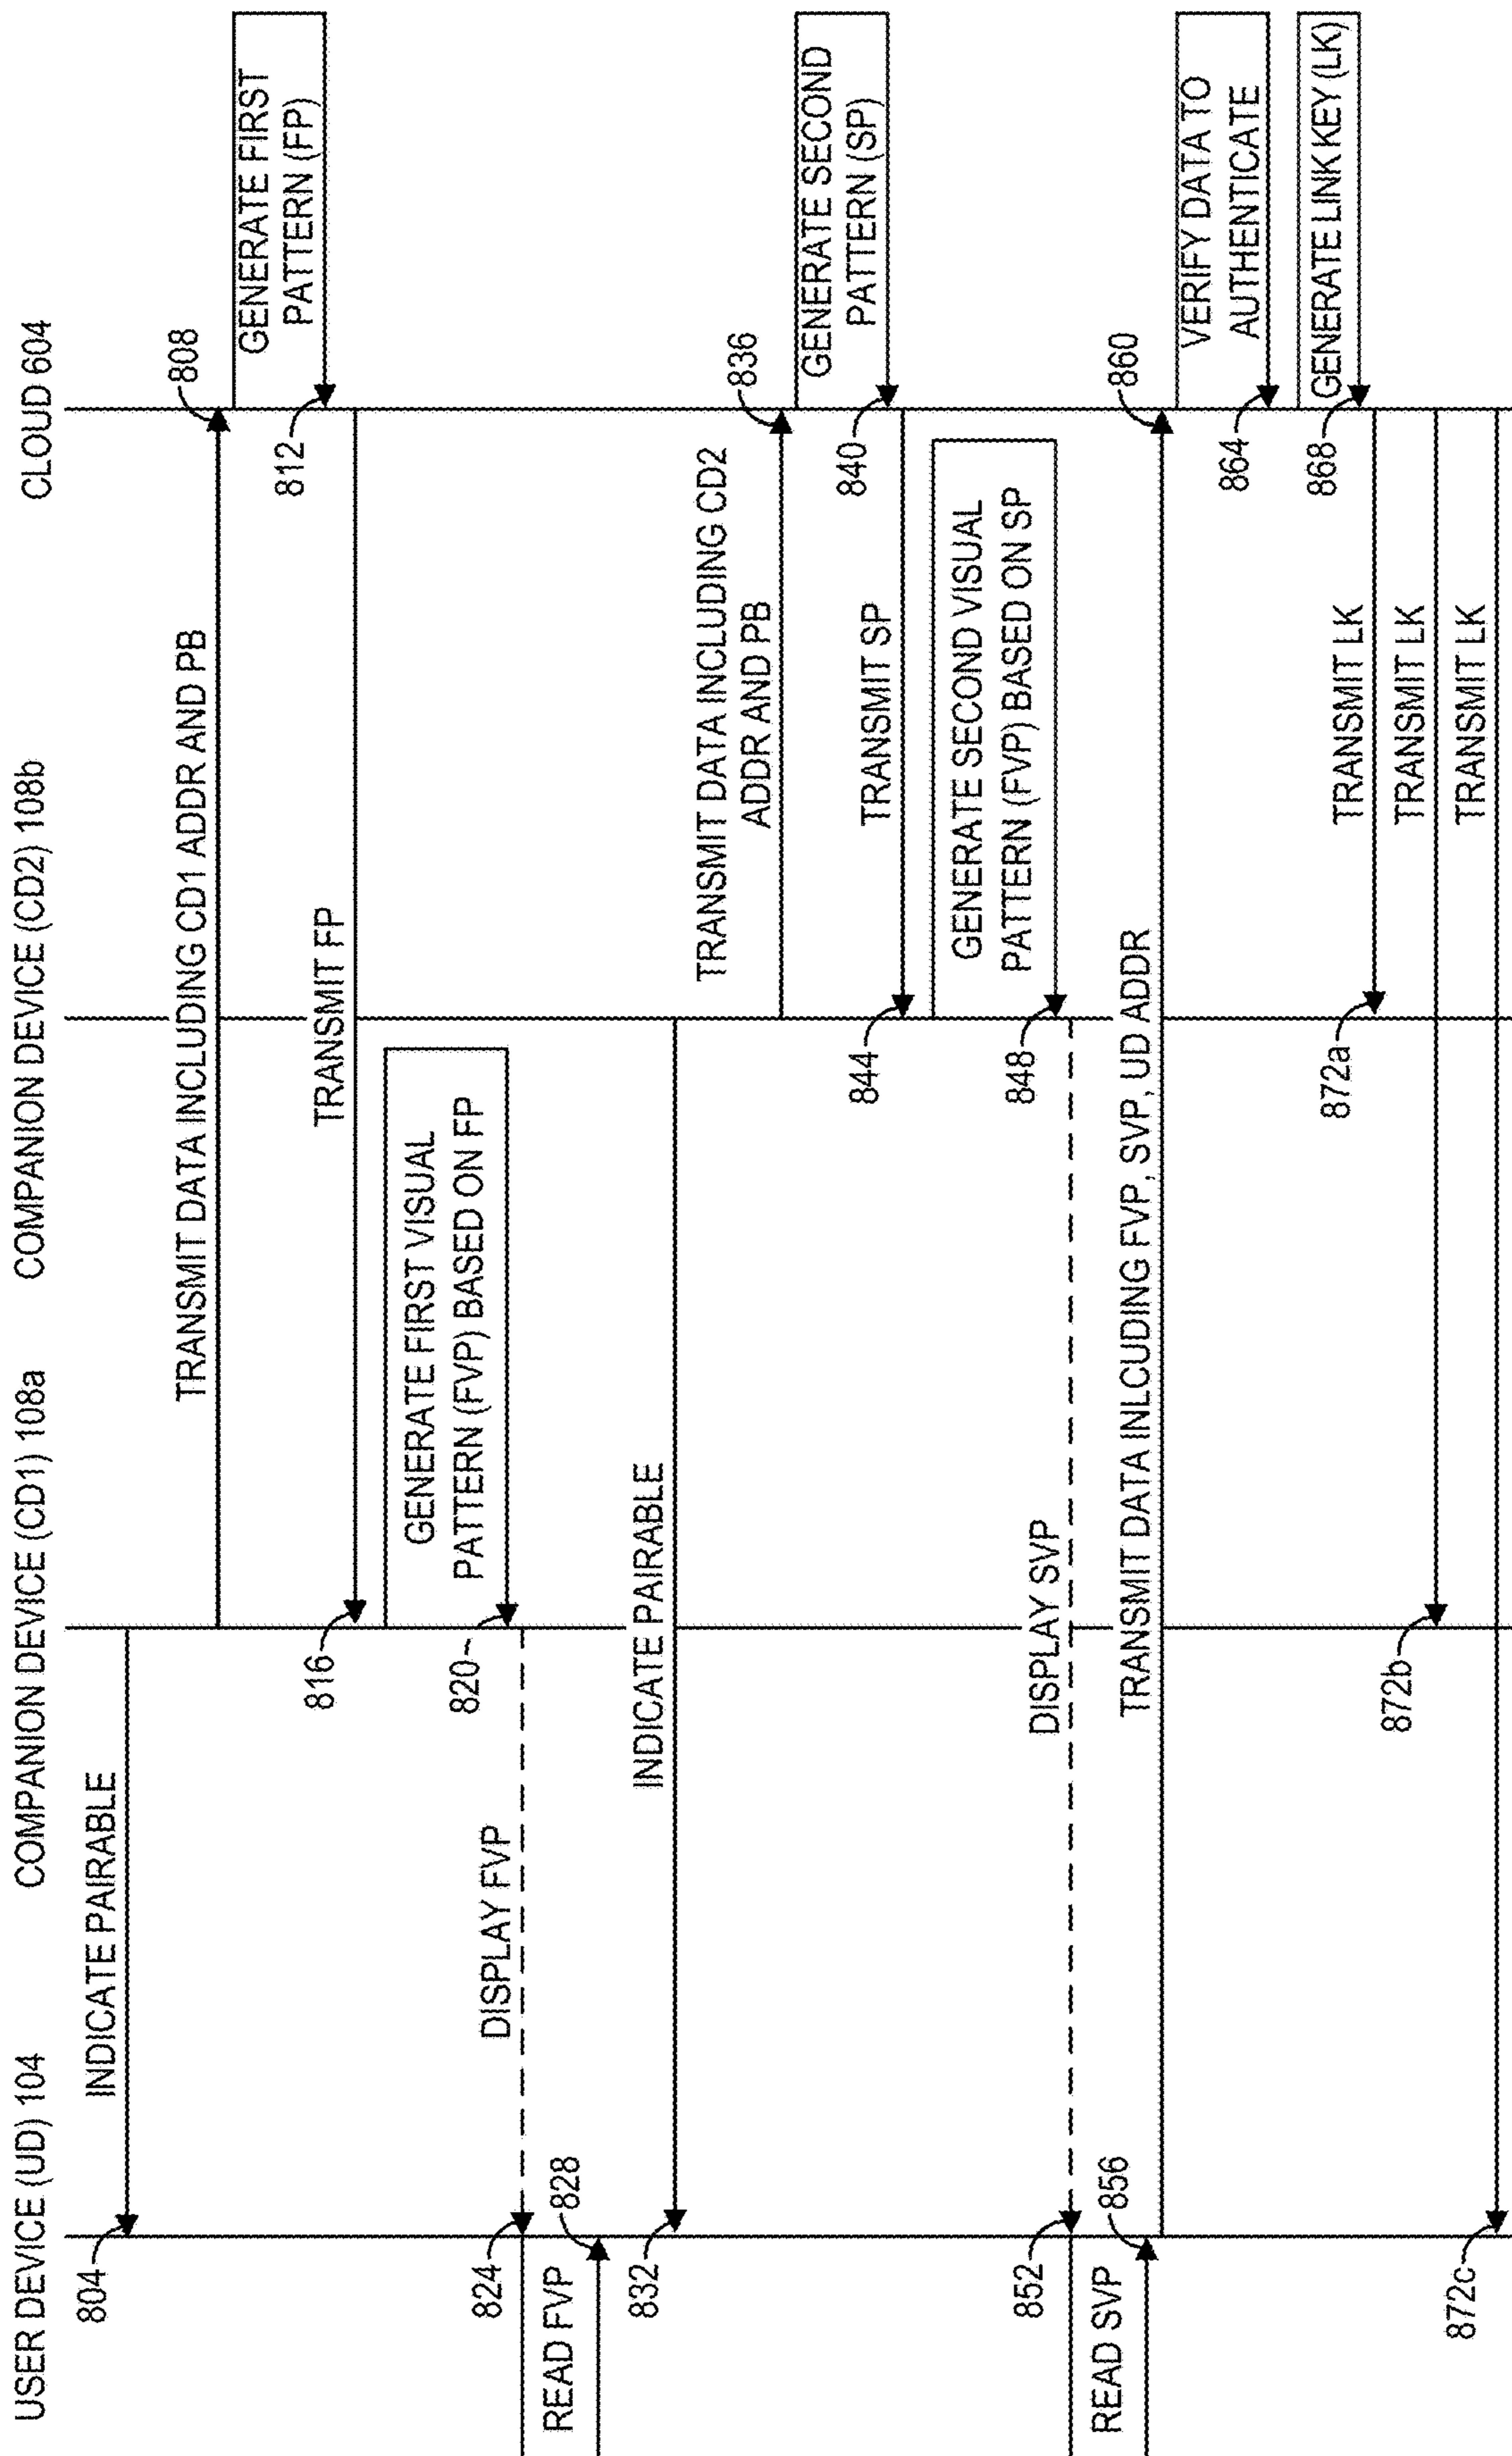 USER DEVICE (UD) 104
COMPANION DEVICE (CD1) 108a
COMPANION DEVICE (CD2) 108b
CLOUD 604
804
INDICATE PAIRABLE
TRANSMIT DATA INCLUDING CD1 ADDR AND PB
808
GENERATE FIRST
PATTERN (FP)
812
TRANSMIT FP
816
GENERATE FIRST VISUAL
PATTERN (FVP) BASED ON FP
820
DISPLAY FVP
824
READ FVP
828
INDICATE PAIRABLE
832
TRANSMIT DATA INCLUDING CD2
ADDR AND PB
836
GENERATE SECOND
PATTERN (SP)
840
TRANSMIT SP
844
GENERATE SECOND VISUAL
PATTERN (FVP) BASED ON SP
848
DISPLAY SVP
852
READ SVP
856
TRANSMIT DATA INLCUDING FVP, SVP, UD ADDR
860
VERIFY DATA TO
AUTHENTICATE
864
GENERATE LINK KEY (LK)
868
TRANSMIT LK
872a
TRANSMIT LK
872b
TRANSMIT LK
872c